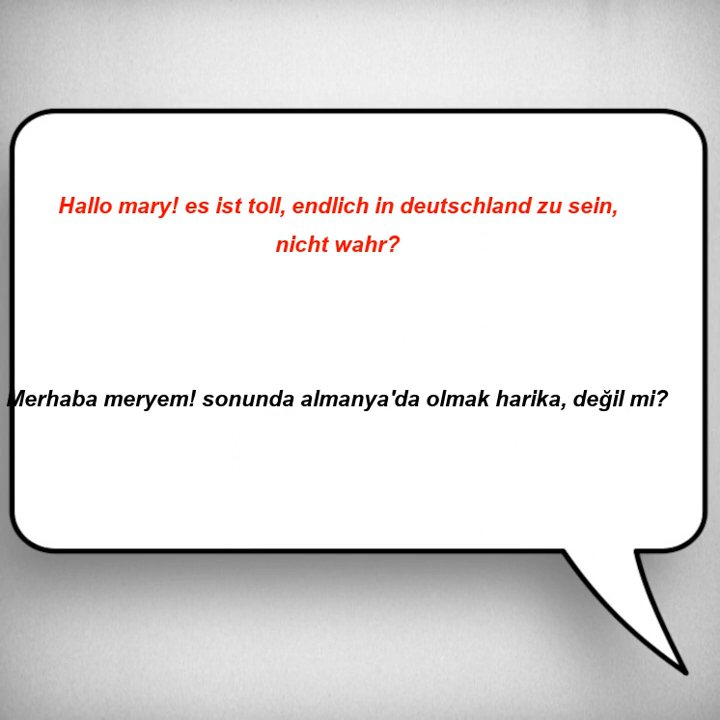 Hallo mary! es ist toll, endlich in deutschland zu sein,
nicht wahr?
Merhaba meryem! sonunda almanya'da olmak harika, değil mi?